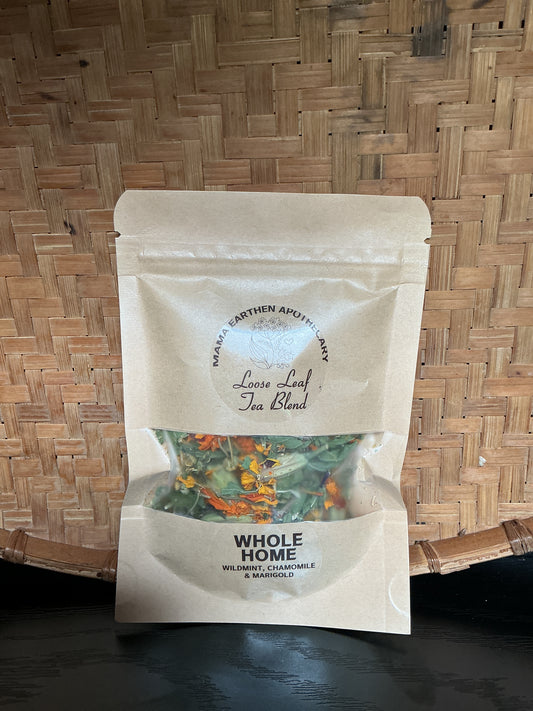 MAMA EARTHEN APOTHECARY
Loose Leaf
Tea Blend
WHOLE
HOME
WILDMINT, CHAMOMILE
& MARIGOLD